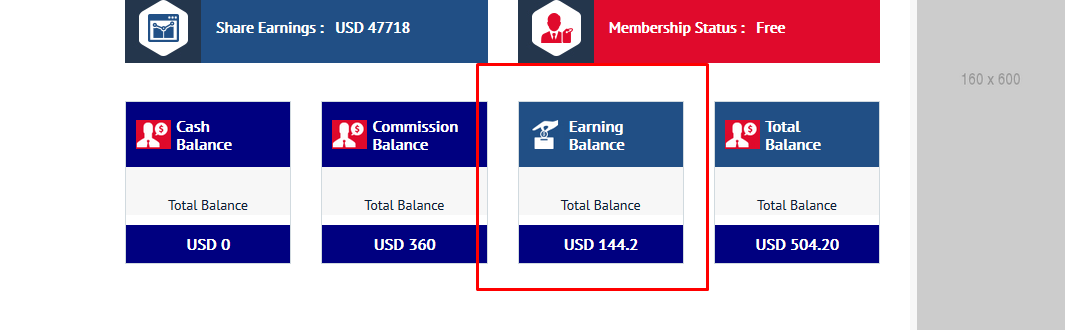 Share Earnings : USD 47718
Membership Status : Free
160 x 600
Cash
Balance
Commission
Balance
Earning
Balance
Total
Balance
Total Balance
Total Balance
Total Balance
Total Balance
USD 0
USD 360
USD 144.2
USD 504.20